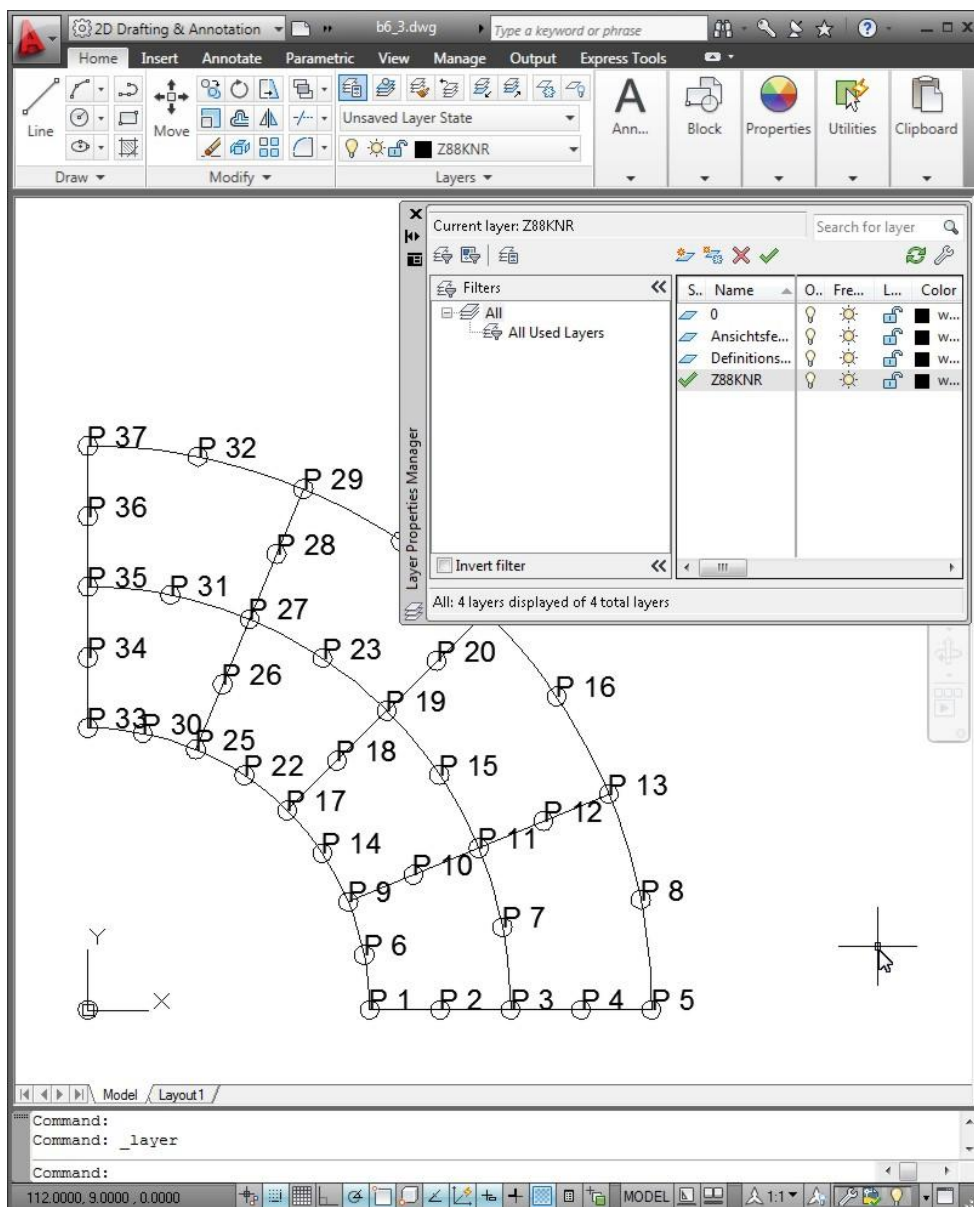 2D Drafting & Annotation b6_3.dwg Type a keyword or phrase
Home Insert Annotate Parametric View Manage Output Express Tools
Line Move Unsaved Layer State Ann... Block Properties Utilities Clipboard
Z88KNR
Draw Modify Layers
Current layer: Z88KNR Search for layer
Filters
All
All Used Layers
S.. Name O.. Fre... L... Color
0 w...
Ansichtsfe... w...
Definitions... w...
Z88KNR w...
Invert filter
All: 4 layers displayed of 4 total layers
Layer Properties Manager
P 37
P 32
P 29
P 36
P 28
P 35
P 31
P 27
P 23
P 34
P 20
P 26
P 16
P 19
P 33
P 30
P 25
P 18
P 22
P 15
P 17
P 13
P 12
P 14
P 11
P 10
P 9
P 8
P 7
P 6
Y
X
P 1
P 2
P 3
P 4
P 5
Model Layout1
Command:
Command: _layer
Command:
112.0000, 9.0000 , 0.0000 MODEL 1:1